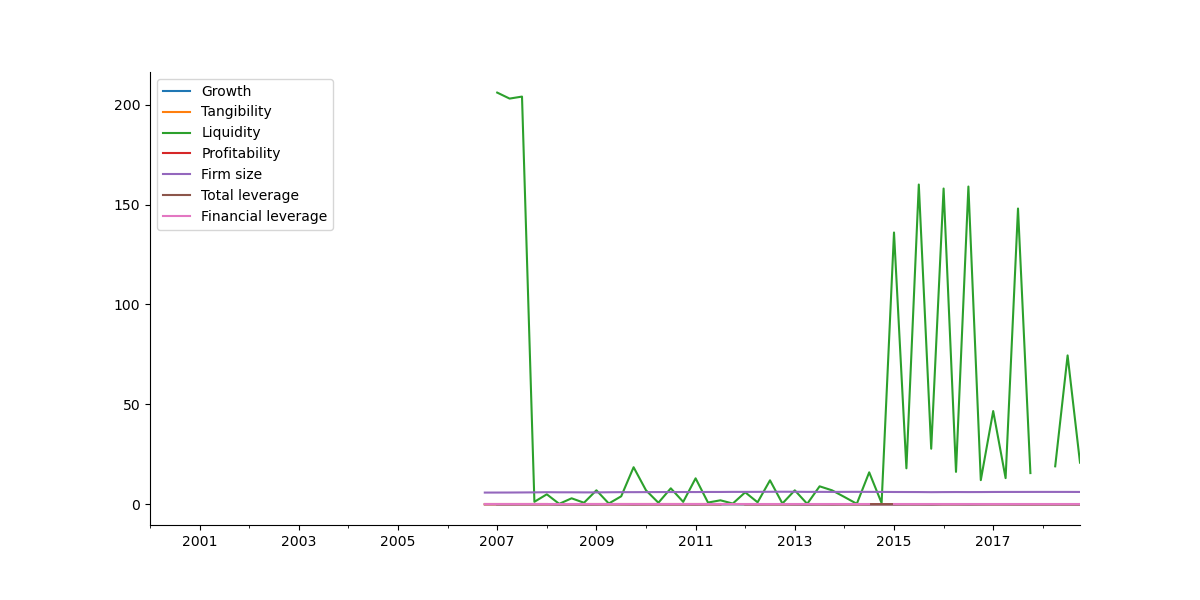 Growth
Tangibility
Liquidity
Profitability
Firm size
Total leverage
Financial leverage
200
150
100
50
0
2001 2003 2005 2007 2009 2011 2013 2015 2017